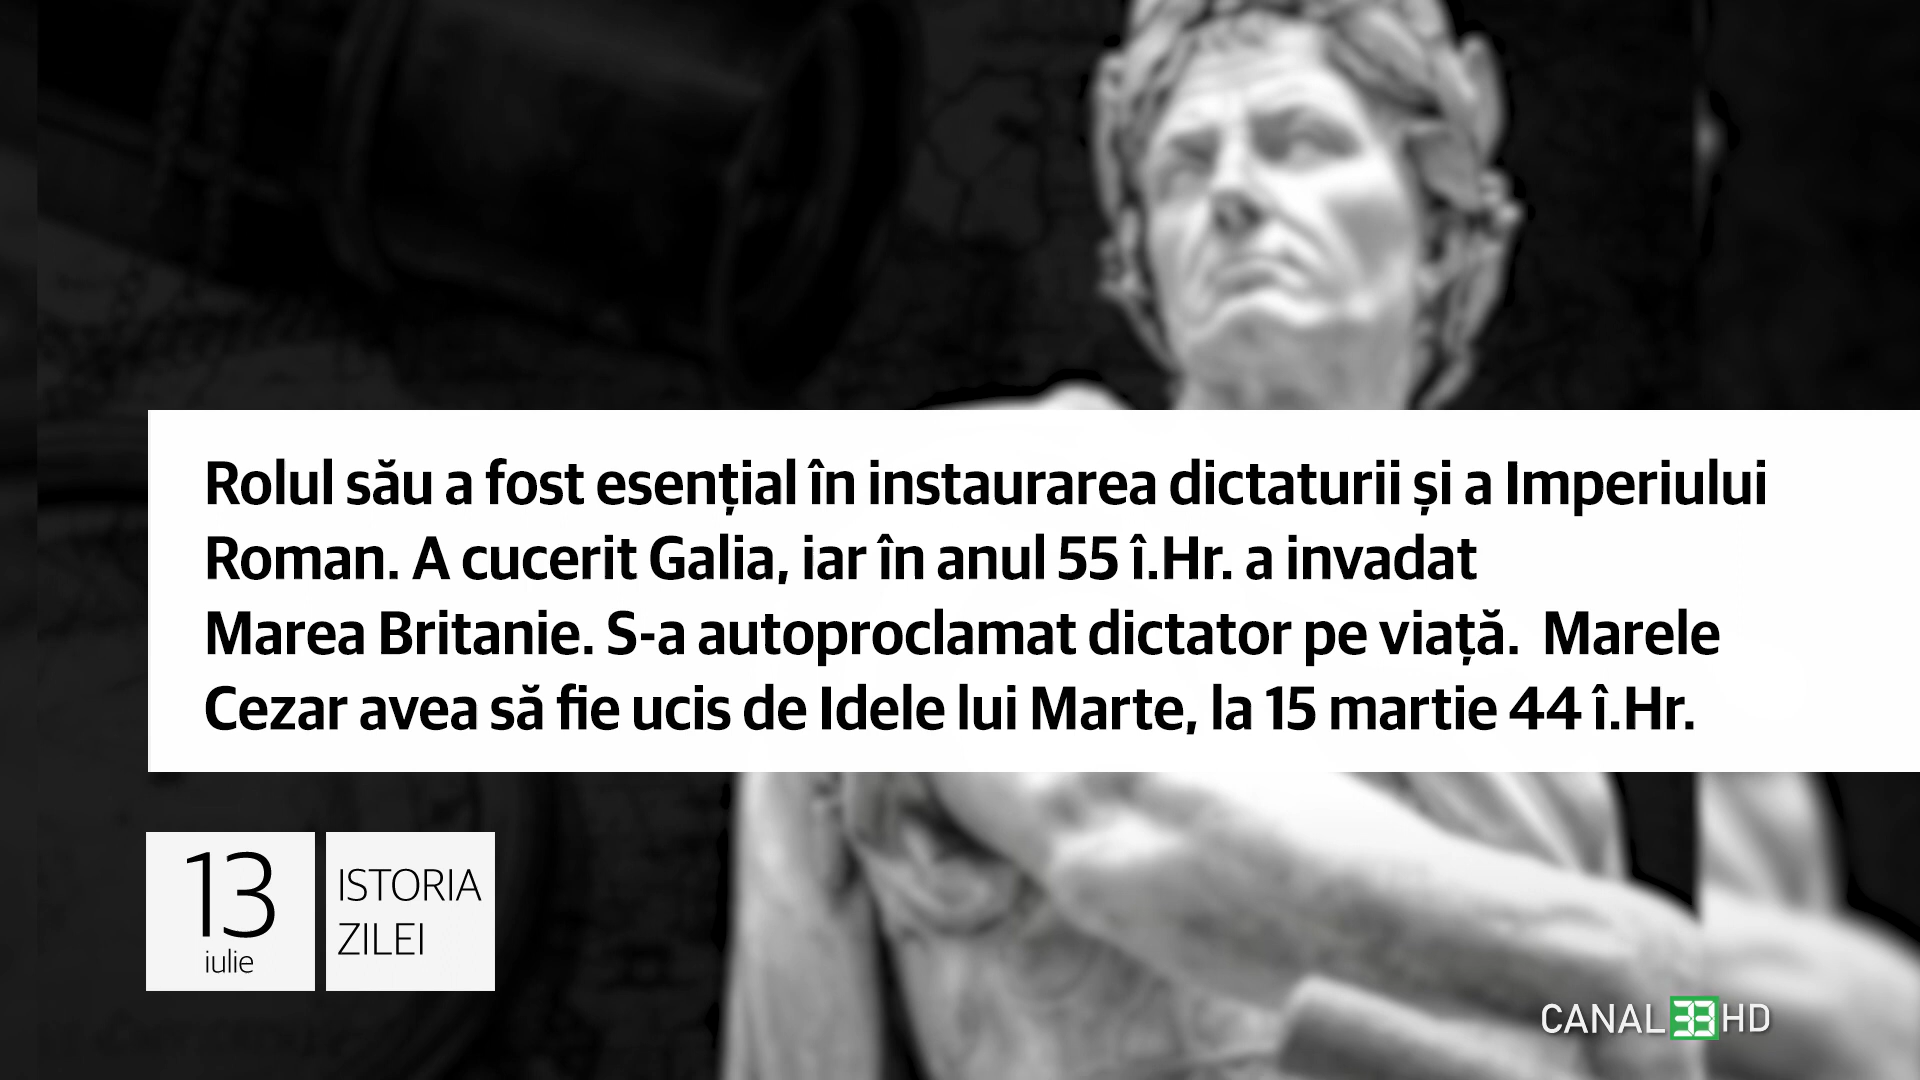 Rolul său a fost esențial în instaurarea dictaturii și a Imperiului
Roman. A cucerit Galia, iar în anul 55 î.Hr. a invadat
Marea Britanie. S-a autoproclamat dictator pe viață.  Marele
Cezar avea să fie ucis de Idele lui Marte, la 15 martie 44 î.Hr.
13
iulie
ISTORIA
ZILEI
CANAL 33 HD